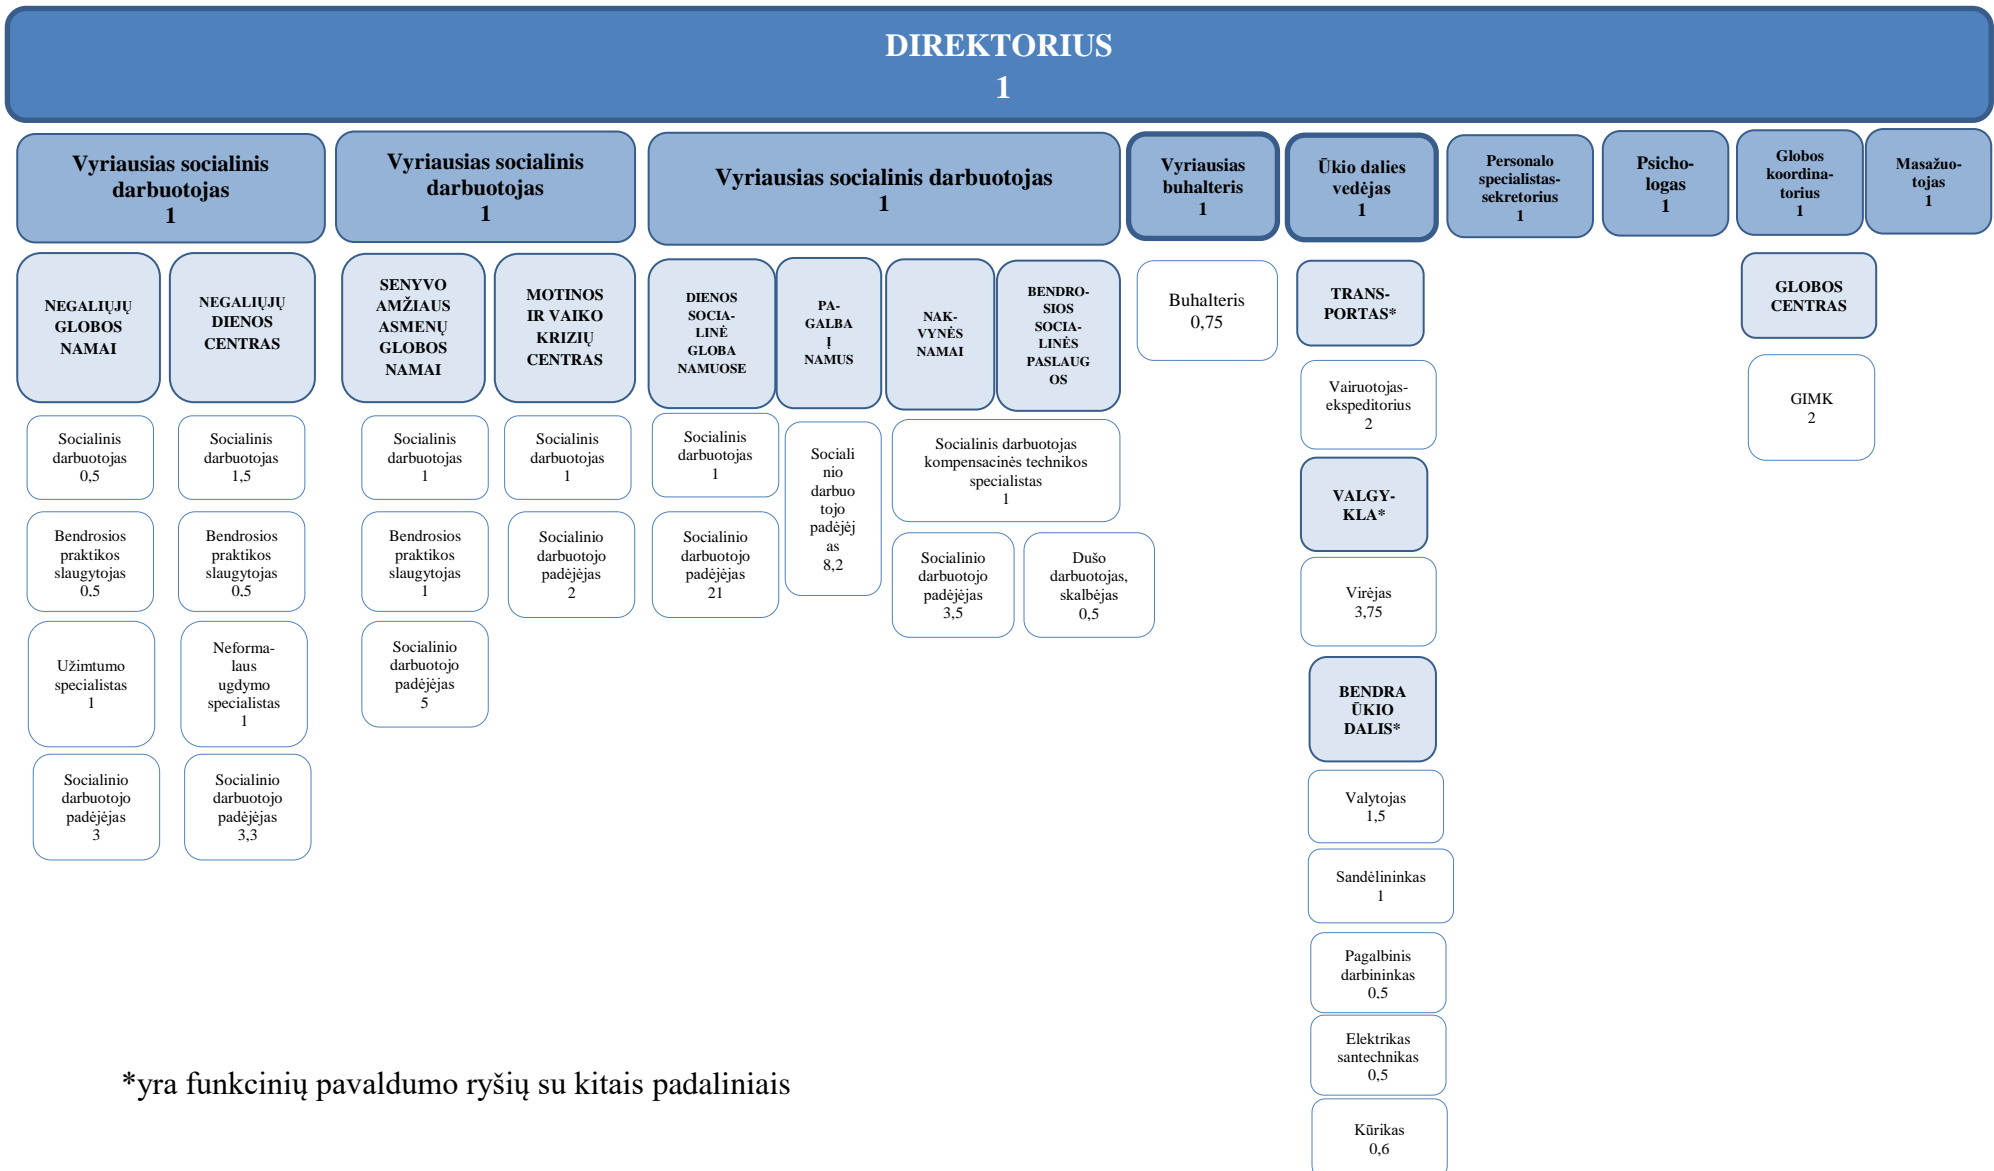 DIREKTORIUS
1
Vyriausias socialinis
darbuotojas
1
Vyriausias socialinis
darbuotojas
1
Vyriausias socialinis darbuotojas
1
Vyriausias
buhalteris
1
Ūkio dalies
vedėjas
1
Personalo
specialistas-
sekretorius
1
Psicho-
logas
1
Globos
koordina-
torius
1
Masažuo-
tojas
1
NEGALIŲJŲ
GLOBOS
NAMAI
NEGALIŲJŲ
DIENOS
CENTRAS
SENYVO
AMŽIAUS
ASMENŲ
GLOBOS
NAMAI
MOTINOS
IR VAIKO
KRIZIŲ
CENTRAS
DIENOS
SOCIA-
LINĖ
GLOBA
NAMUOSE
PA-
GALBA
Į
NAMUS
NAK-
VYNĖS
NAMAI
BENDRO-
SIOS
SOCIA-
LINĖS
PASLAUG
OS
Buhalteris
0,75
TRANS-
PORTAS*
GLOBOS
CENTRAS
Socialinis
darbuotojas
0,5
Socialinis
darbuotojas
1,5
Socialinis
darbuotojas
1
Socialinis
darbuotojas
1
Socialinis
darbuotojas
1
Sociali
nio
darbuo
tojo
padėjėj
as
8,2
Socialinis darbuotojas
kompensacinės technikos
specialistas
1
Vairuotojas-
ekspeditorius
2
GIMK
2
Bendrosios
praktikos
slaugytojas
0,5
Bendrosios
praktikos
slaugytojas
0,5
Bendrosios
praktikos
slaugytojas
1
Socialinio
darbuotojo
padėjėjas
2
Socialinio
darbuotojo
padėjėjas
21
Socialinio
darbuotojo
padėjėjas
3,5
Dušo
darbuotojas,
skalbėjas
0,5
VALGY-
KLA*
Virėjas
3,75
Užimtumo
specialistas
1
Neforma-
laus
ugdymo
specialistas
1
Socialinio
darbuotojo
padėjėjas
5
BENDRA
ŪKIO
DALIS*
Socialinio
darbuotojo
padėjėjas
3
Socialinio
darbuotojo
padėjėjas
3,3
Valytojas
1,5
Sandėlininkas
1
Pagalbinis
darbininkas
0,5
Elektrikas
santechnikas
0,5
Kūrikas
0,6
*yra funkcinių pavaldumo ryšių su kitais padaliniais